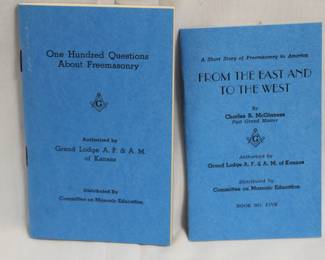 One Hundred Questions
About Freemasonry
G
Authorized by
Grand Lodge A. F. & A. M.
of Kansas
Distributed By
Committee on Masonic Education
A Short Story of Freemasonry in America
FROM THE EAST AND
TO THE WEST
By
Charles S. McGinness
Past Grand Master
G
Authorized by
Grand Lodge A. F. & A. M. of Kansas
Distributed by
Committee on Masonic Education
BOOK NO. FIVE